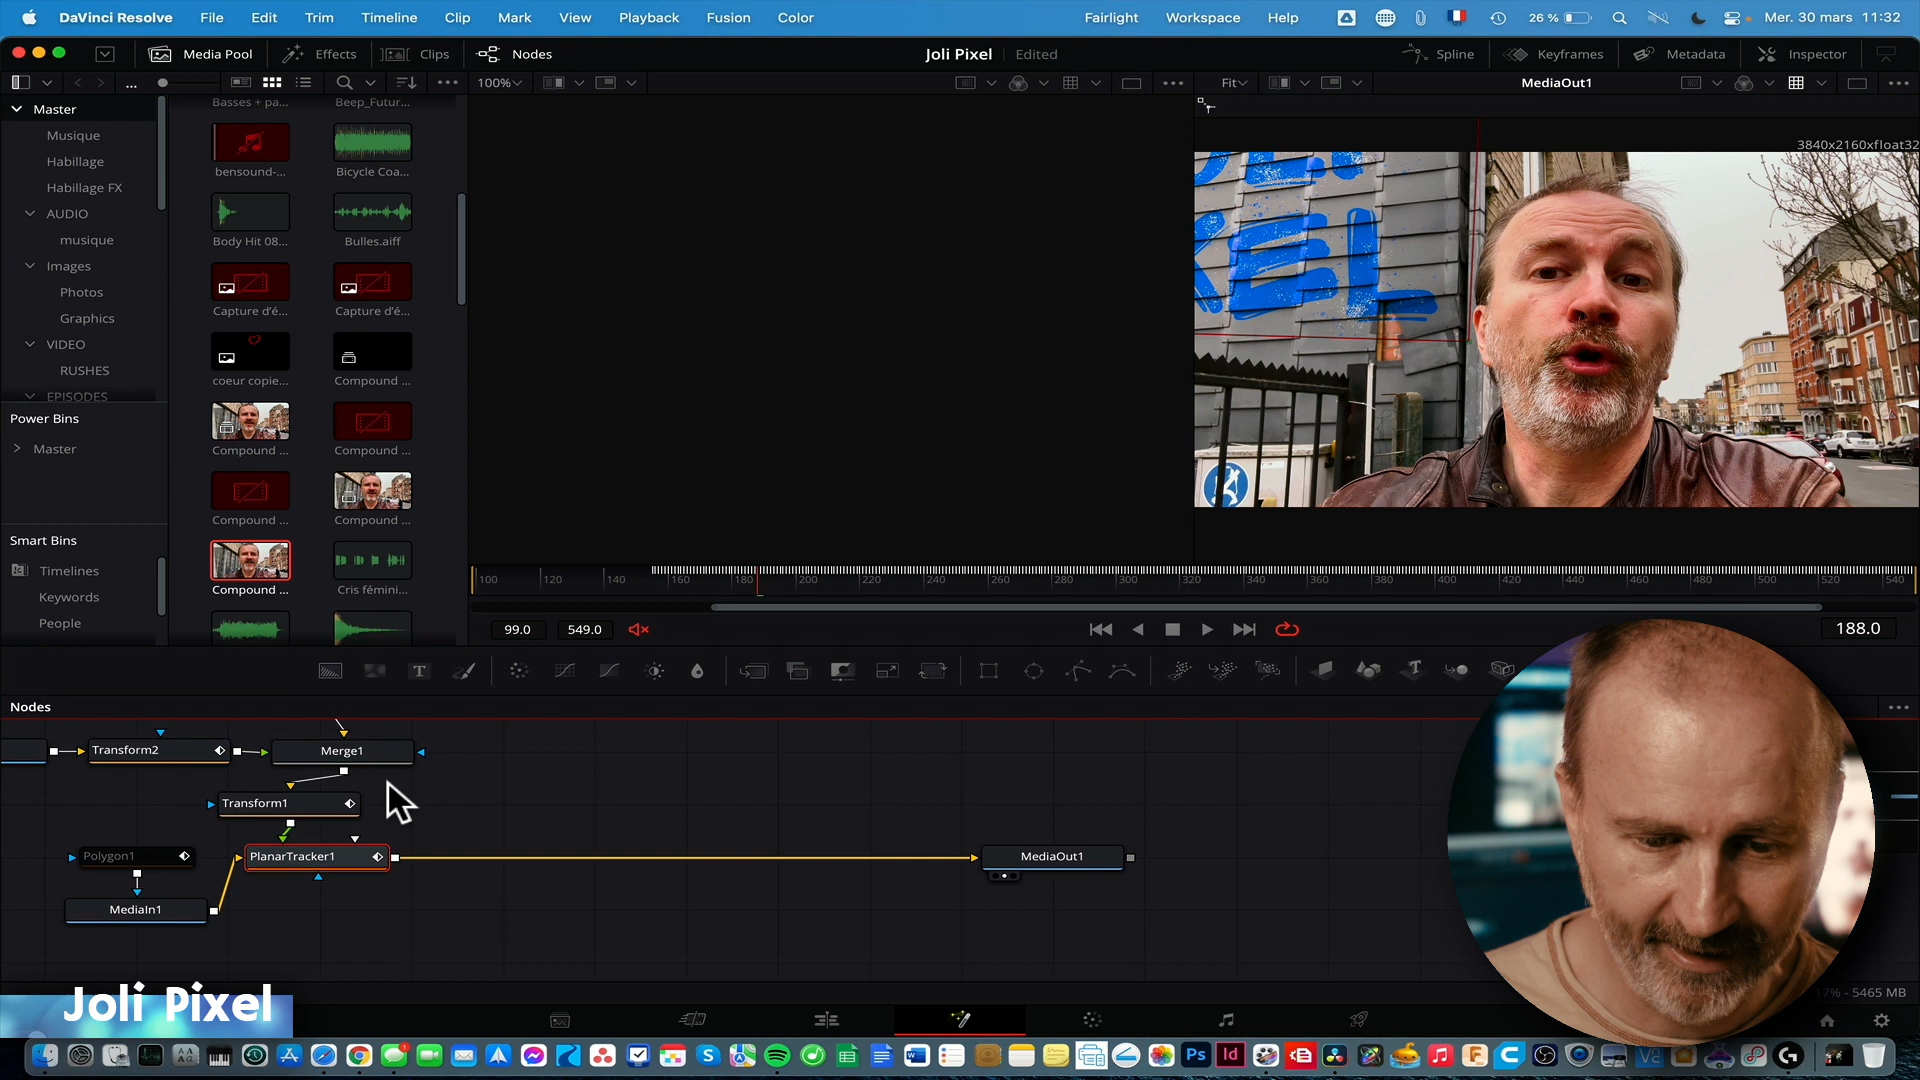 DaVinci Resolve File Edit Trim Timeline Clip Mark View Playback Fusion Color Fairlight Workspace Help 26 % Mer. 30 mars 11:32
Media Pool Effects Clips Nodes Joli Pixel Edited Spline Keyframes Metadata Inspector
... 100% Fit MediaOut1
Master
Musique
Habillage
Habillage FX
AUDIO
musique
Images
Photos
Graphics
VIDEO
RUSHES
EPISODES
Power Bins
Master
Smart Bins
Timelines
Keywords
People
Basses + pa... Beep_Futur...
bensound-... Bicycle Coa...
Body Hit 08... Bulles.aiff
Capture d'é... Capture d'é...
coeur copie... Compound ...
Compound ... Compound ...
Compound ... Compound ...
Compound ... Cris fémini...
3840x2160xfloat32
XEL
100 120 140 160 180 200 220 240 260 280 300 320 340 360 380 400 420 440 460 480 500 520 540
99.0 549.0 188.0
Nodes
Transform2 Merge1
Transform1
Polygon1 PlanarTracker1 MediaOut1
MediaIn1
Joli Pixel
17% - 5465 MB
Ps Id